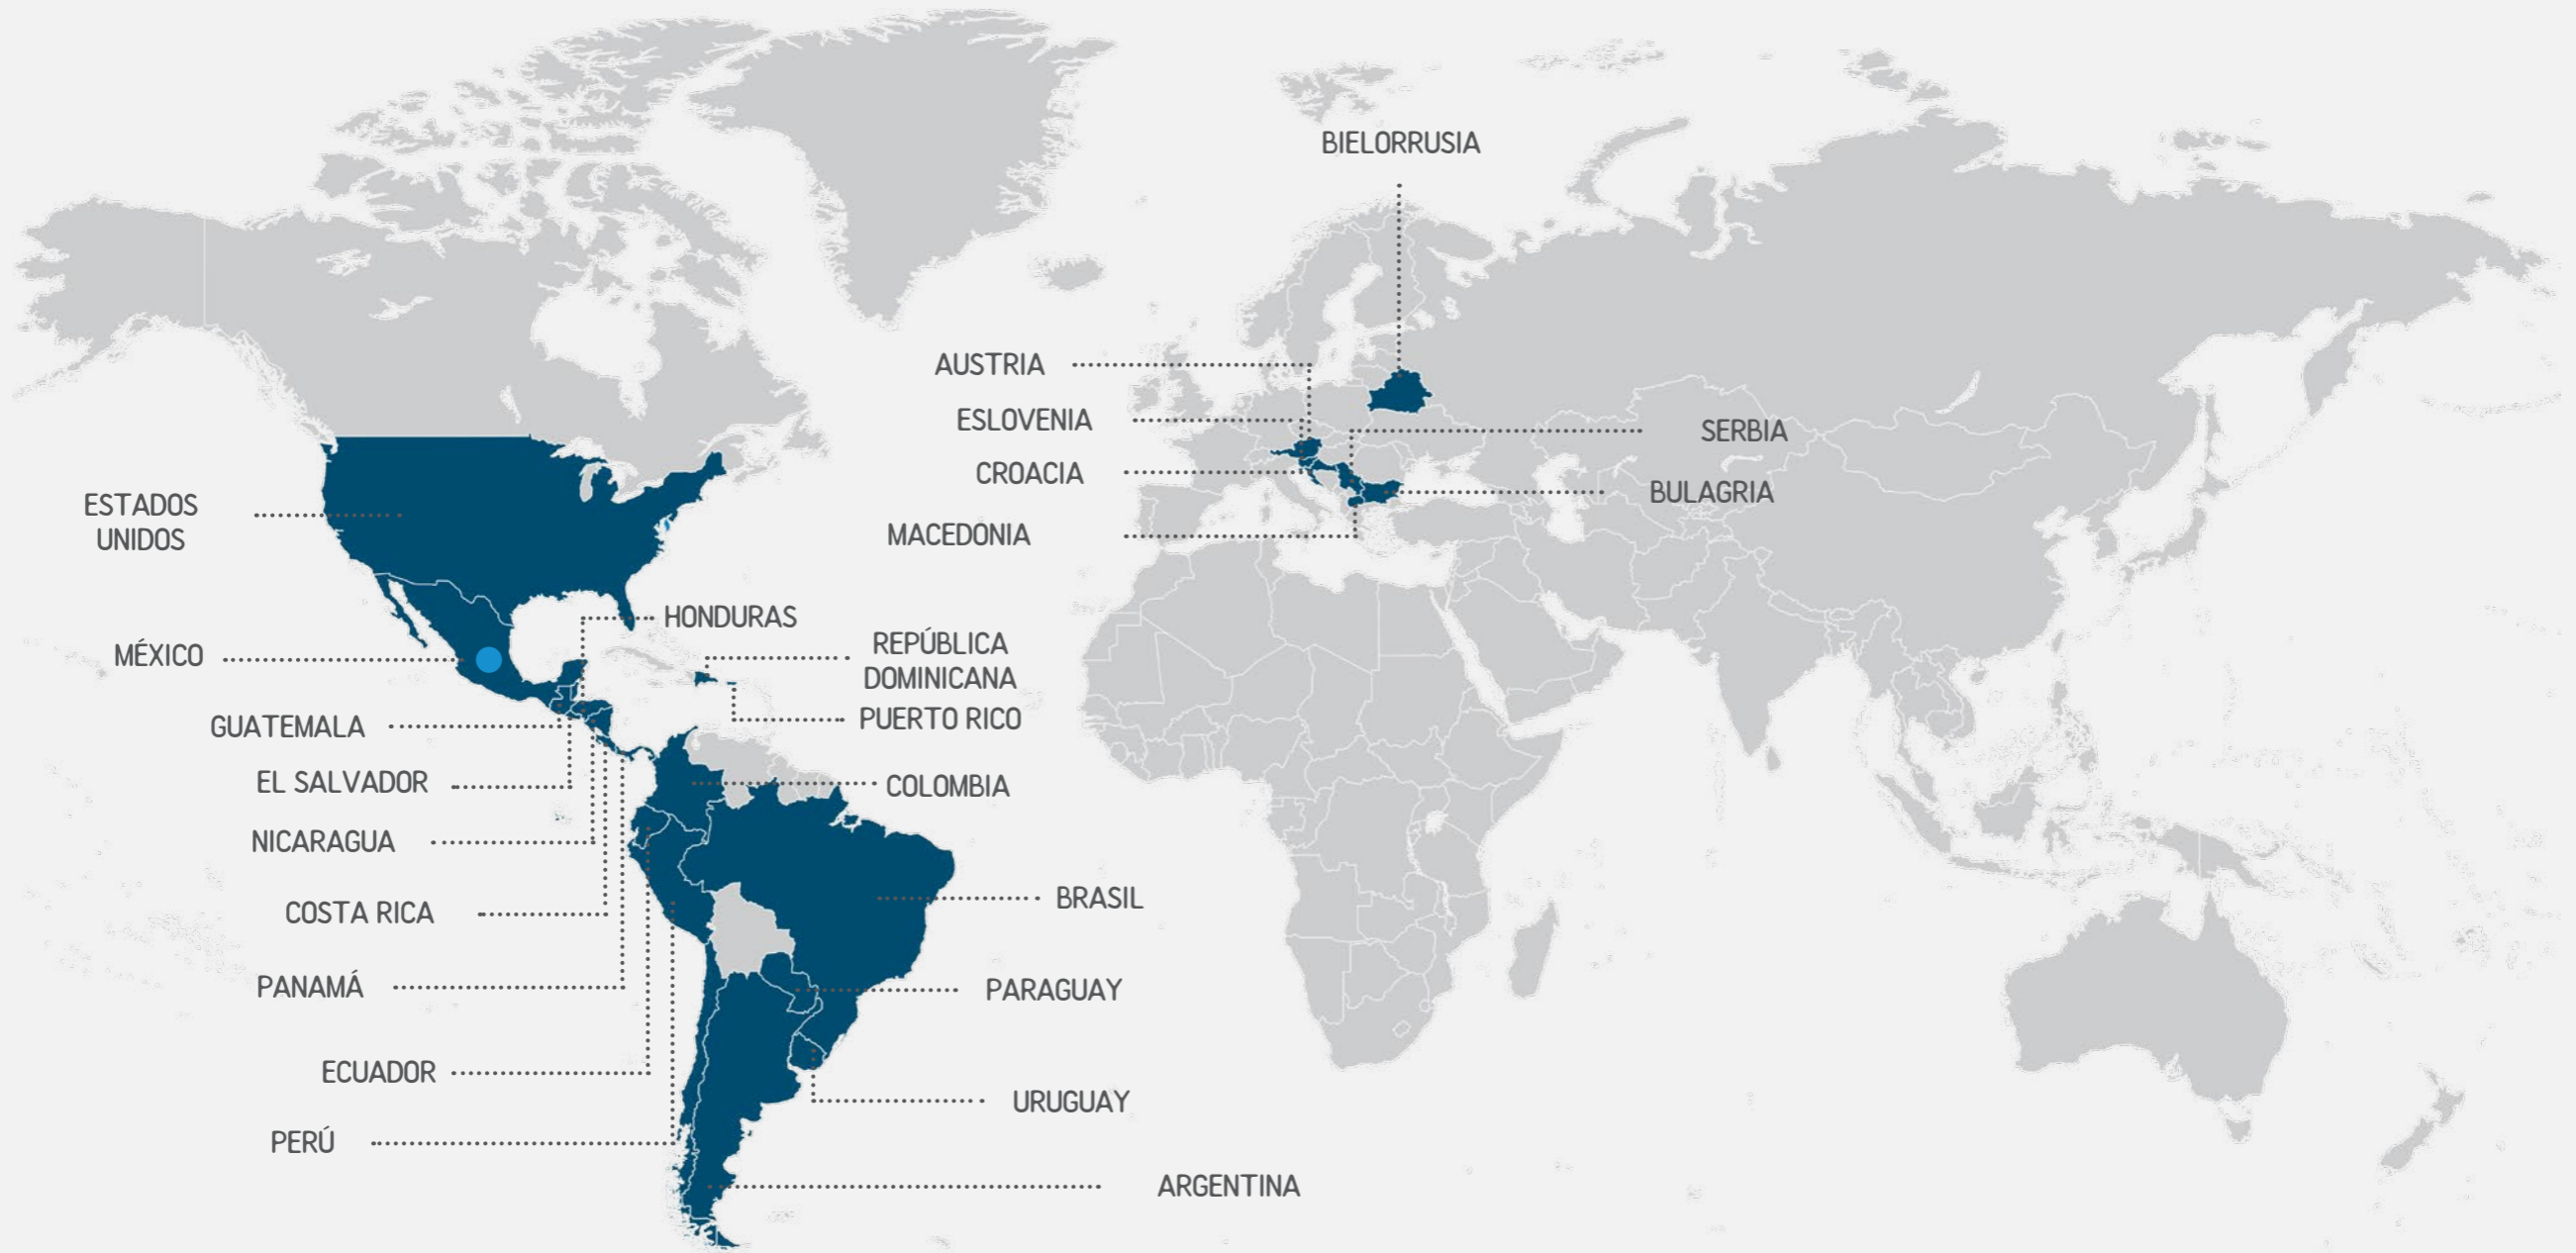 BIELORRUSIA
AUSTRIA
ESLOVENIA
SERBIA
CROACIA
BULAGRIA
ESTADOS
UNIDOS
MACEDONIA
HONDURAS
REPÚBLICA
DOMINICANA
MÉXICO
PUERTO RICO
GUATEMALA
EL SALVADOR
COLOMBIA
NICARAGUA
COSTA RICA
BRASIL
PANAMÁ
PARAGUAY
ECUADOR
URUGUAY
PERÚ
ARGENTINA